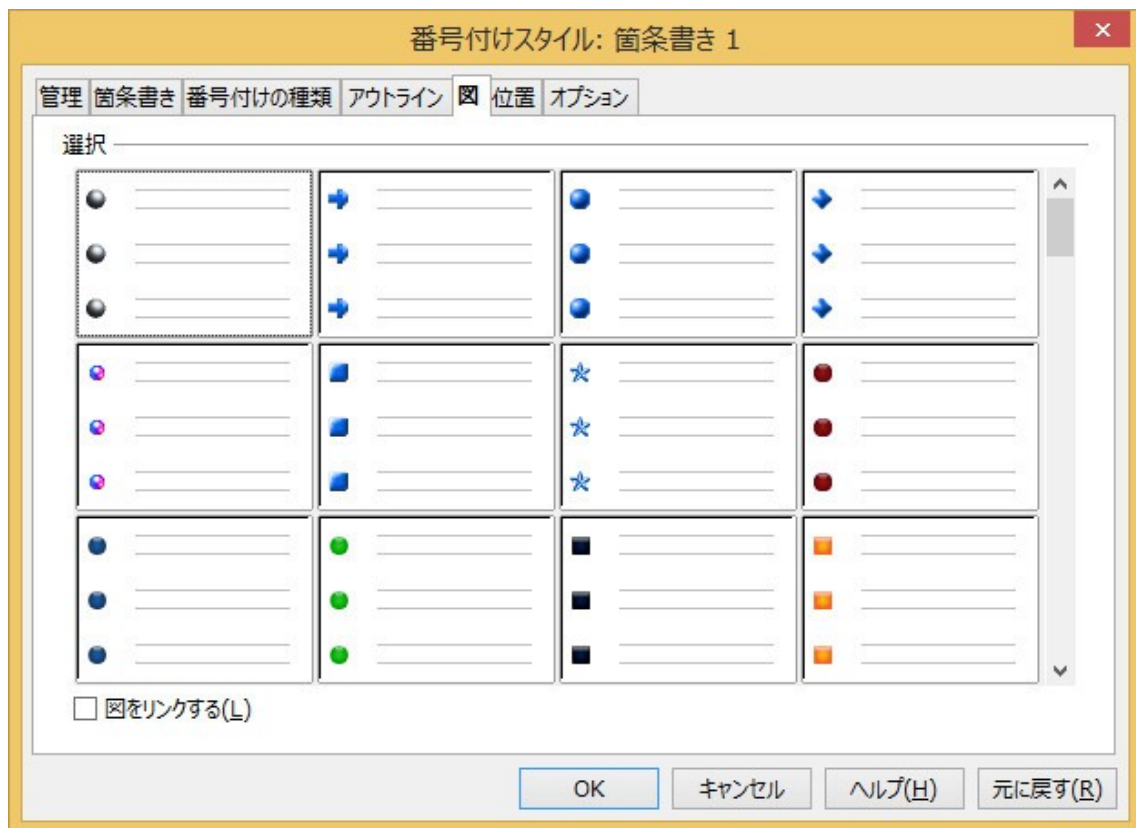 番号付けスタイル: 箇条書き 1
管理 箇条書き 番号付けの種類 アウトライン 図 位置 オプション
選択
図をリンクする(L)
OK キャンセル ヘルプ(H) 元に戻す(R)